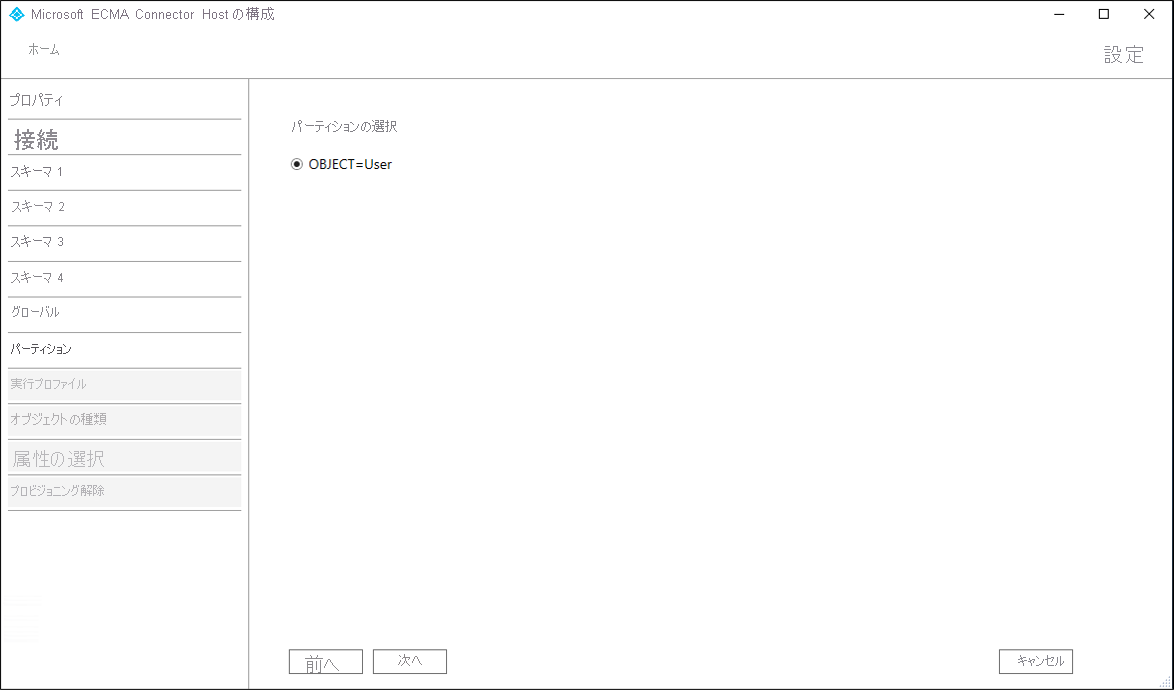 Microsoft ECMA Connector Host の構成
ホーム
設定
プロパティ
接続
スキーマ 1
スキーマ 2
スキーマ 3
スキーマ 4
グローバル
パーティション
実行プロファイル
オブジェクトの種類
属性の選択
プロビジョニング解除
パーティションの選択
OBJECT=User
前へ
次へ
キャンセル